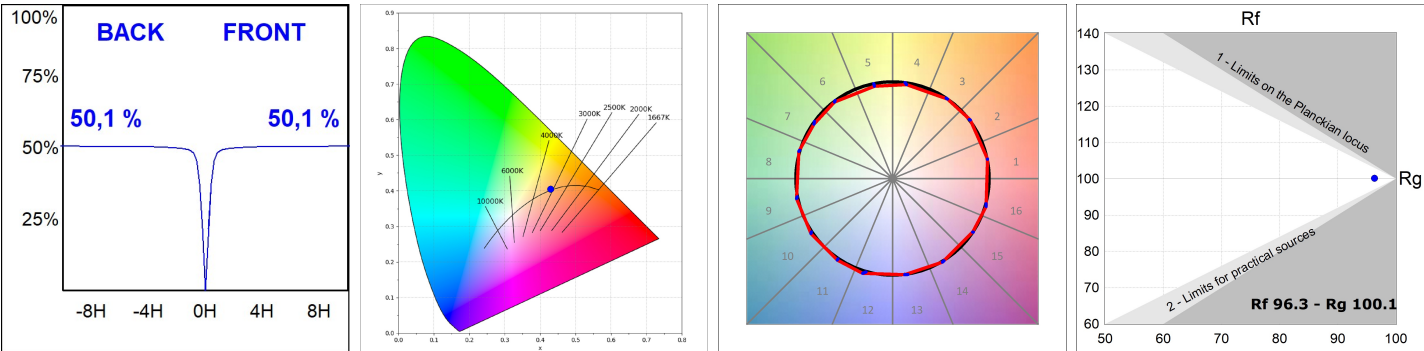 100%
BACK FRONT
75%
50,1 % 50,1 %
50%
25%
-8H -4H 0H 4H 8H
0.9
0.8
0.7
0.6
0.5
0.4
0.3
0.2
0.1
0.0
y
10000K
6000K
4000K
3000K
2500K
2000K
1667K
0.0 0.1 0.2 0.3 0.4 0.5 0.6 0.7 0.8
x
5 4
6 3
7 2
8 1
9 16
10 15
11 14
12 13
Rf
140
130
120
110
100
90
80
70
60
1 - Limits on the Planckian locus
Rg
2 - Limits for practical sources
Rf 96.3 - Rg 100.1
50 60 70 80 90 100